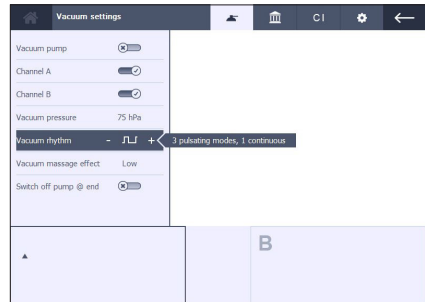 Vacuum settings
CI
Vacuum pump
Channel A
Channel B
Vacuum pressure 75 hPa
Vacuum rhythm - + 3 pulsating modes, 1 continuous
Vacuum massage effect Low
Switch off pump @ end
B